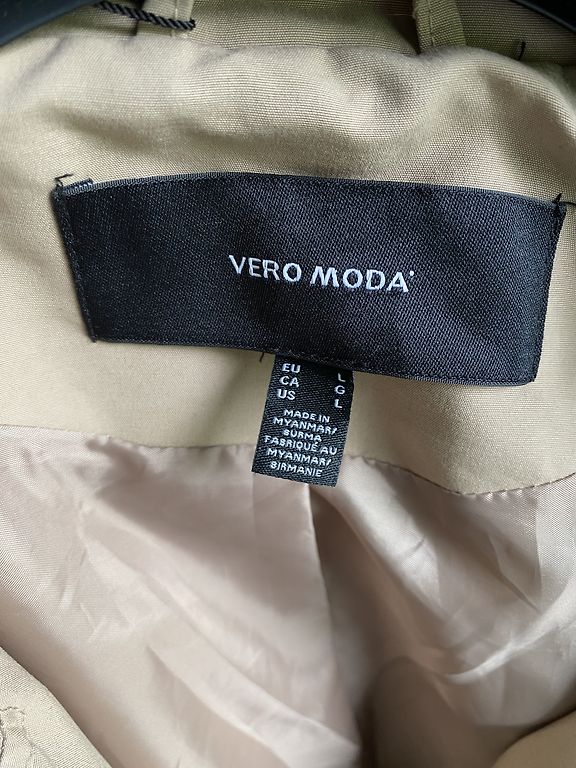 VERO MODA
EU L
CA G
US L
MADE IN
MYANMAR/
BURMA
FABRIQUÉ AU
MYANMAR/
BIRMANIE